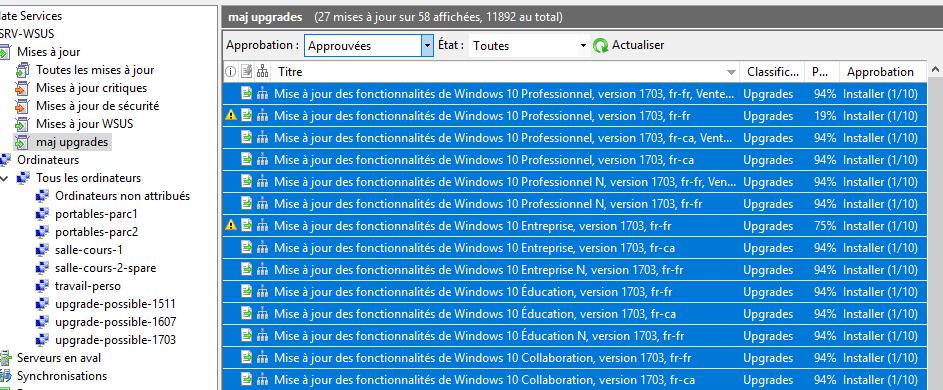 late Services
SRV-WSUS
Mises à jour
Toutes les mises à jour
Mises à jour critiques
Mises à jour de sécurité
Mises à jour WSUS
maj upgrades
Ordinateurs
Tous les ordinateurs
Ordinateurs non attribués
portables-parc1
portables-parc2
salle-cours-1
salle-cours-2-spare
travail-perso
upgrade-possible-1511
upgrade-possible-1607
upgrade-possible-1703
Serveurs en aval
Synchronisations
maj upgrades (27 mises à jour sur 58 affichées, 11892 au total)
Approbation : Approuvées État : Toutes Actualiser
Titre Classific... P... Approbation
Mise à jour des fonctionnalités de Windows 10 Professionnel, version 1703, fr-fr, Vente... Upgrades 94% Installer (1/10)
Mise à jour des fonctionnalités de Windows 10 Professionnel, version 1703, fr-fr Upgrades 19% Installer (1/10)
Mise à jour des fonctionnalités de Windows 10 Professionnel, version 1703, fr-ca, Vent... Upgrades 94% Installer (1/10)
Mise à jour des fonctionnalités de Windows 10 Professionnel, version 1703, fr-ca Upgrades 94% Installer (1/10)
Mise à jour des fonctionnalités de Windows 10 Professionnel N, version 1703, fr-fr, Ven... Upgrades 94% Installer (1/10)
Mise à jour des fonctionnalités de Windows 10 Professionnel N, version 1703, fr-fr Upgrades 94% Installer (1/10)
Mise à jour des fonctionnalités de Windows 10 Entreprise, version 1703, fr-fr Upgrades 75% Installer (1/10)
Mise à jour des fonctionnalités de Windows 10 Entreprise, version 1703, fr-ca Upgrades 94% Installer (1/10)
Mise à jour des fonctionnalités de Windows 10 Entreprise N, version 1703, fr-fr Upgrades 94% Installer (1/10)
Mise à jour des fonctionnalités de Windows 10 Éducation, version 1703, fr-fr Upgrades 94% Installer (1/10)
Mise à jour des fonctionnalités de Windows 10 Éducation, version 1703, fr-ca Upgrades 94% Installer (1/10)
Mise à jour des fonctionnalités de Windows 10 Éducation N, version 1703, fr-fr Upgrades 94% Installer (1/10)
Mise à jour des fonctionnalités de Windows 10 Collaboration, version 1703, fr-fr Upgrades 94% Installer (1/10)
Mise à jour des fonctionnalités de Windows 10 Collaboration, version 1703, fr-ca Upgrades 94% Installer (1/10)